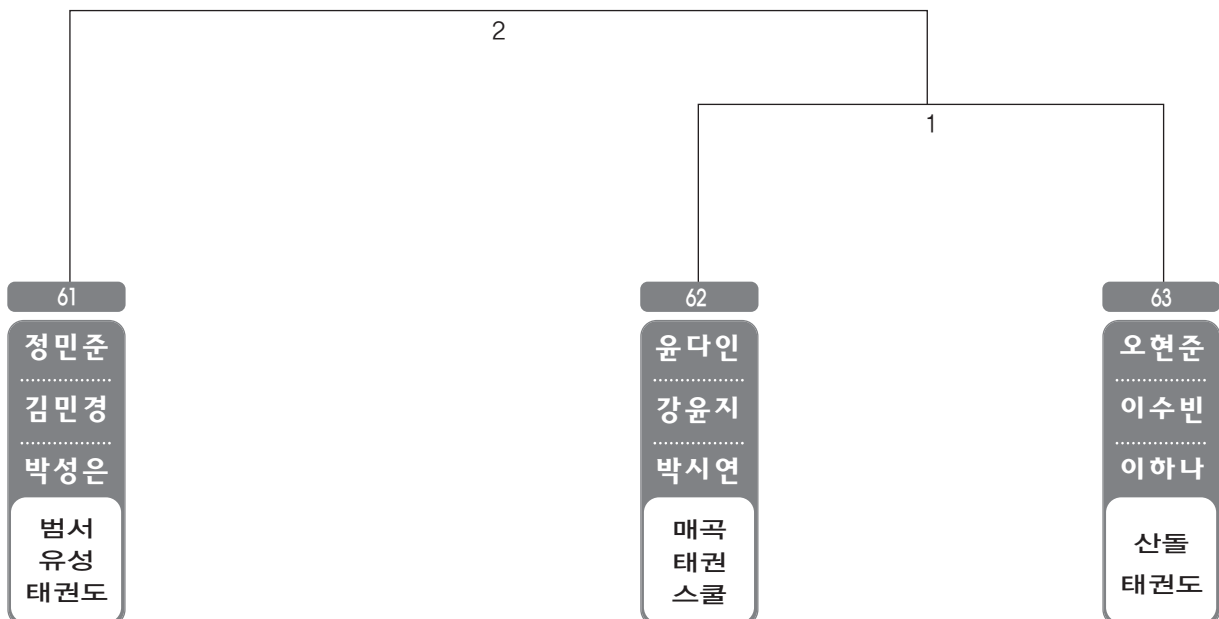 2
1
61
정민준
김민경
박성은
범서
유성
태권도
62
윤다인
강윤지
박시연
매곡
태권
스쿨
63
오현준
이수빈
이하나
산돌
태권도